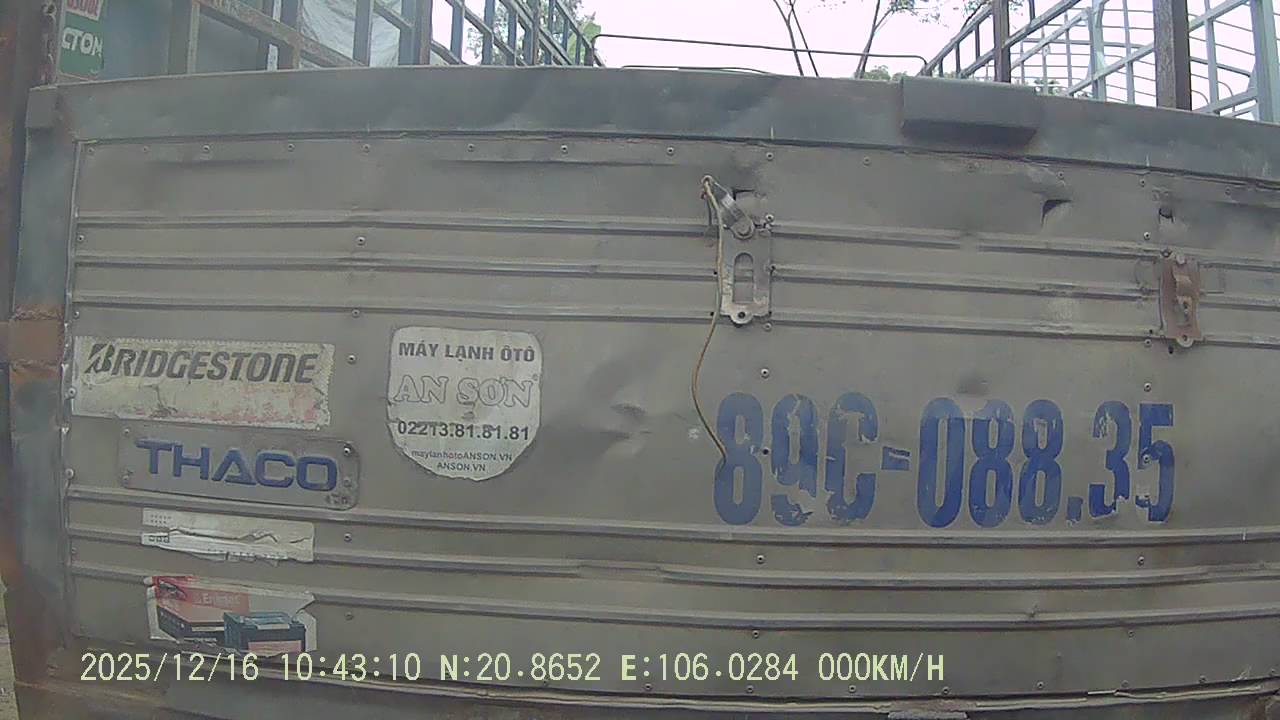 CTON
BRIDGESTONE
THACO
MÁY LẠNH ÔTÔ
AN SƠN
02213.81.81.81
maylanhotoANSON.VN
ANSON.VN
89C-088.35
2025/12/16 10:43:10 N:20.8652 E:106.0284 000KM/H